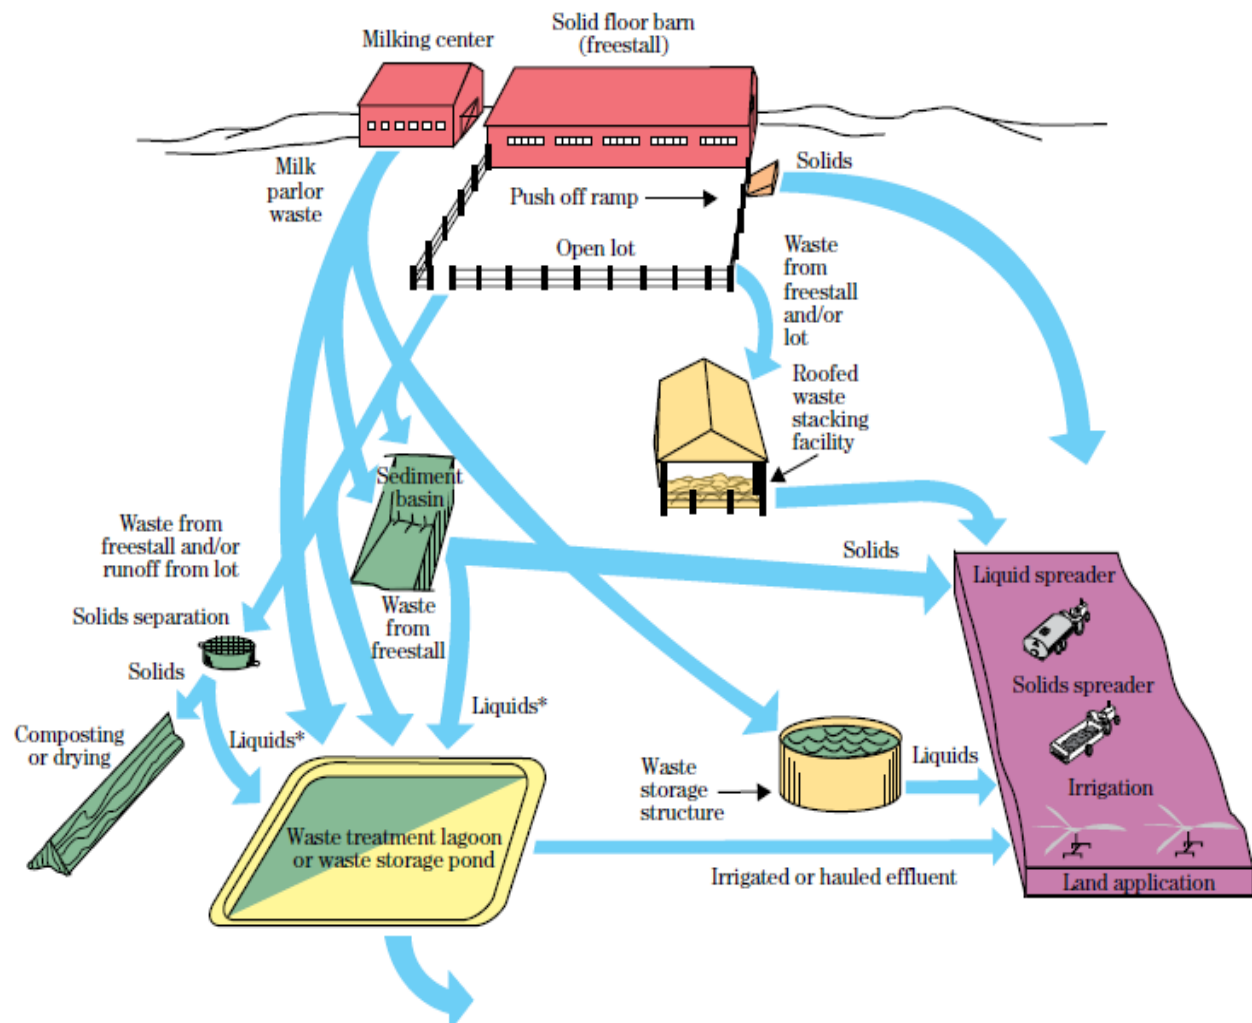 Milking center
Solid floor barn
(freestall)
Milk
parlor
waste
Solids
Push off ramp
Open lot
Waste
from
freestall
and/or
lot
Roofed
waste
stacking
facility
Sediment
basin
Waste from
freestall and/or
runoff from lot
Solids
Liquid spreader
Solids separation
Waste
from
freestall
Solids
Solids spreader
Liquids*
Composting
or drying
Liquids*
Waste
storage
structure
Liquids
Irrigation
Waste treatment lagoon
or waste storage pond
Irrigated or hauled effluent
Land application